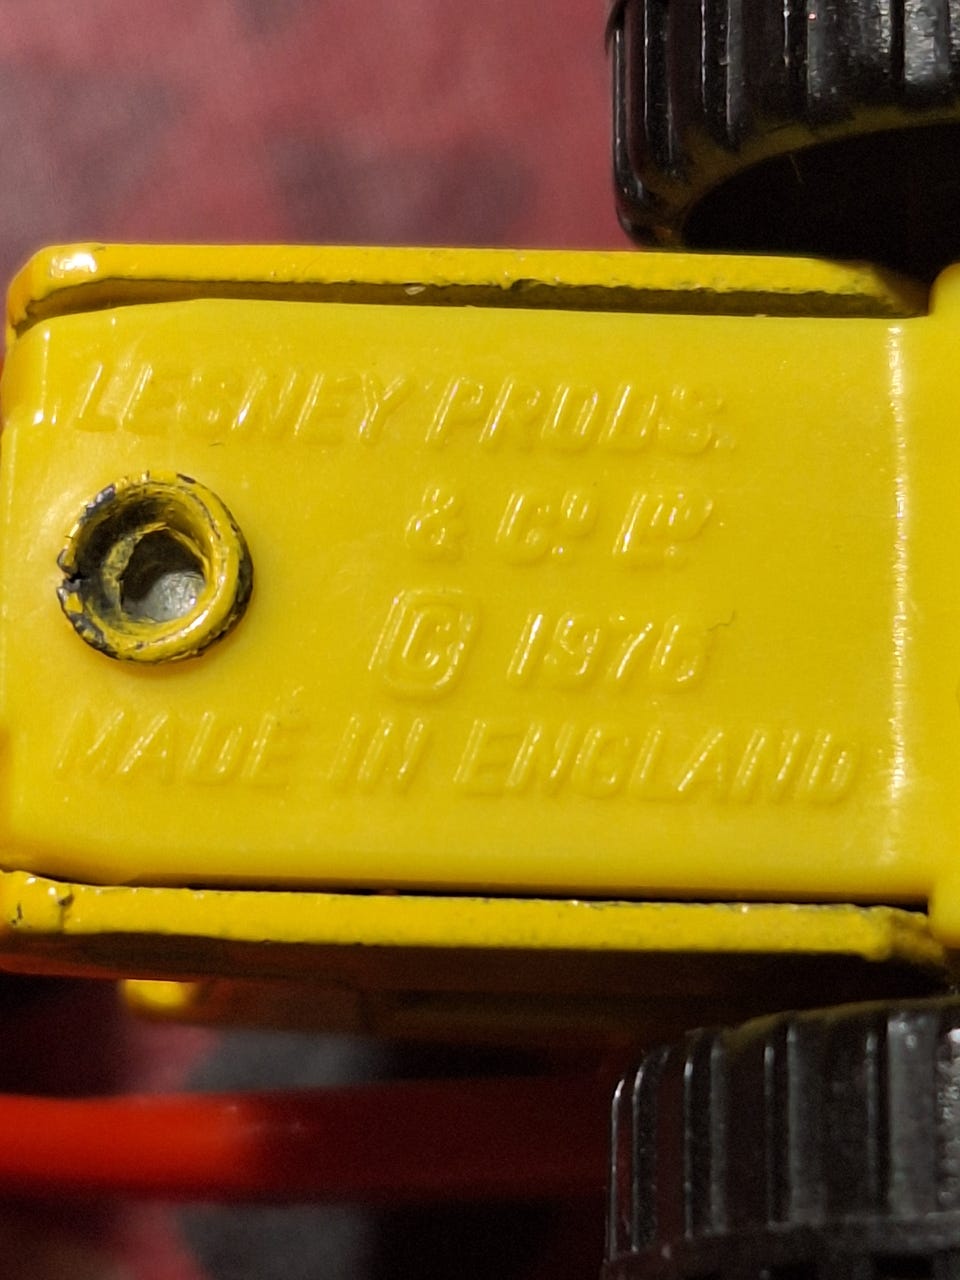 LESNEY PRODS.
& Cº Lᵀᴰ
© 1976
MADE IN ENGLAND